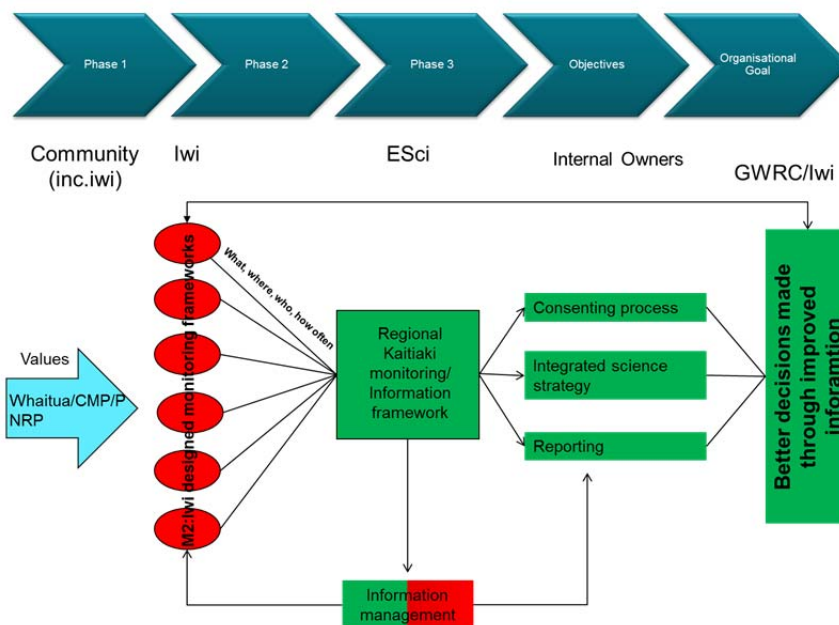 Phase 1
Phase 2
Phase 3
Objectives
Organisational
Goal
Community
(inc.iwi)
Iwi
ESci
Internal Owners
GWRC/Iwi
Values
Whaitua/CMP/P
NRP
M2:Iwi designed monitoring frameworks
What, where, who, how often
Regional
Kaitiaki
monitoring/
Information
framework
Consenting process
Integrated science
strategy
Reporting
Better decisions made
through improved
inforamtion
Information
management